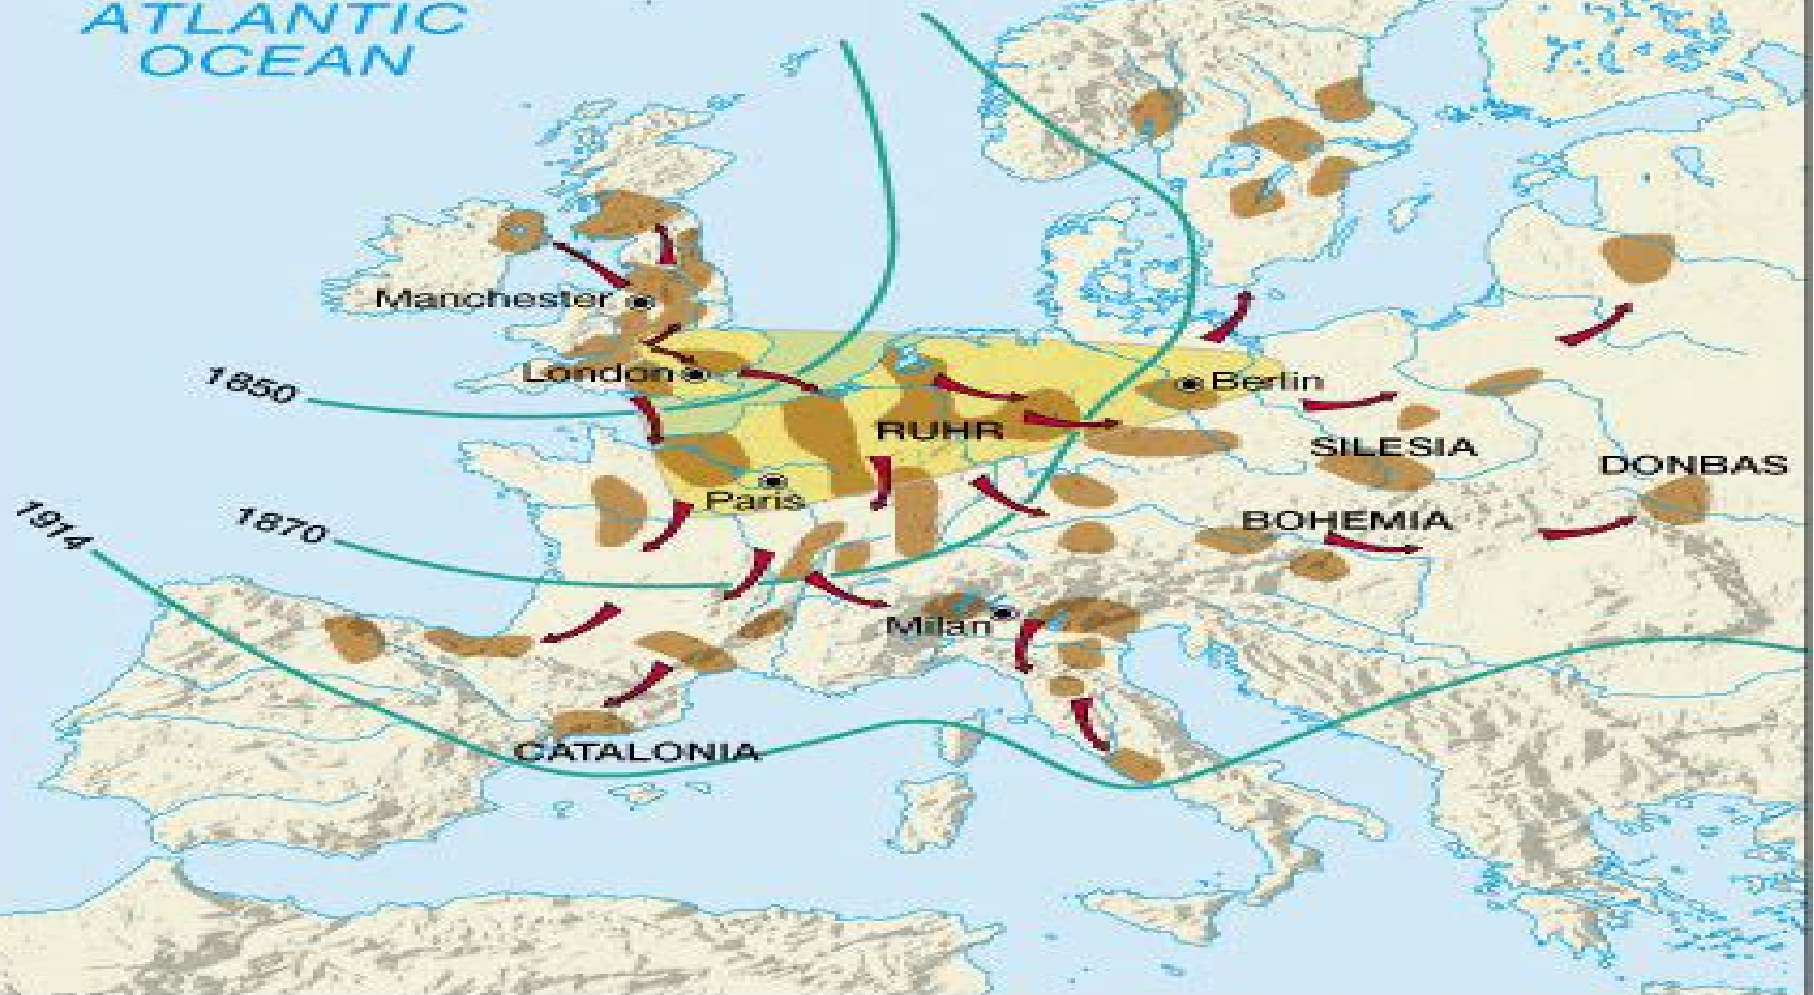 ATLANTIC
OCEAN
Manchester
London
1850
Berlin
RUHR
SILESIA
DONBAS
Paris
1914
1870
BOHEMIA
Milan
CATALONIA